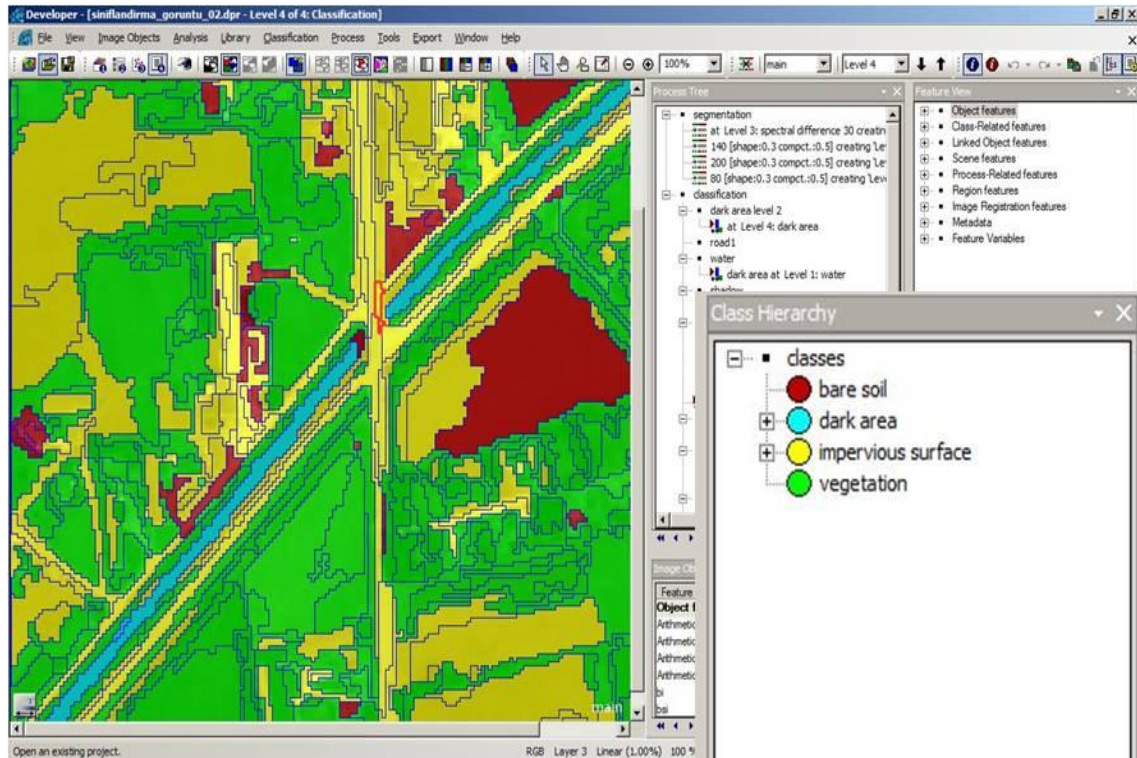 Developer - [siniflandirma_goruntu_02.dpr - Level 4 of 4: Classification]
File View Image Objects Analysis Library Classification Process Tools Export Window Help
100% main Level 4
Process Tree
segmentation
at Level 3: spectral difference 30 creatin
140 [shape:0.3 compct.:0.5] creating 'Le
200 [shape:0.3 compct.:0.5] creating 'Le
80 [shape:0.3 compct.:0.5] creating 'Leve
classification
dark area level 2
at Level 4: dark area
road1
water
dark area at Level 1: water
shadow
Feature View
Object features
Class-Related features
Linked Object features
Scene features
Process-Related features
Region features
Image Registration features
Metadata
Feature Variables
Class Hierarchy
classes
bare soil
dark area
impervious surface
vegetation
Image Ob
Feature
Object f
Arithmetic
Arithmetic
Arithmetic
Arithmetic
bi
bsi
main
Open an existing project.
RGB Layer 3 Linear (1.00%) 100 %